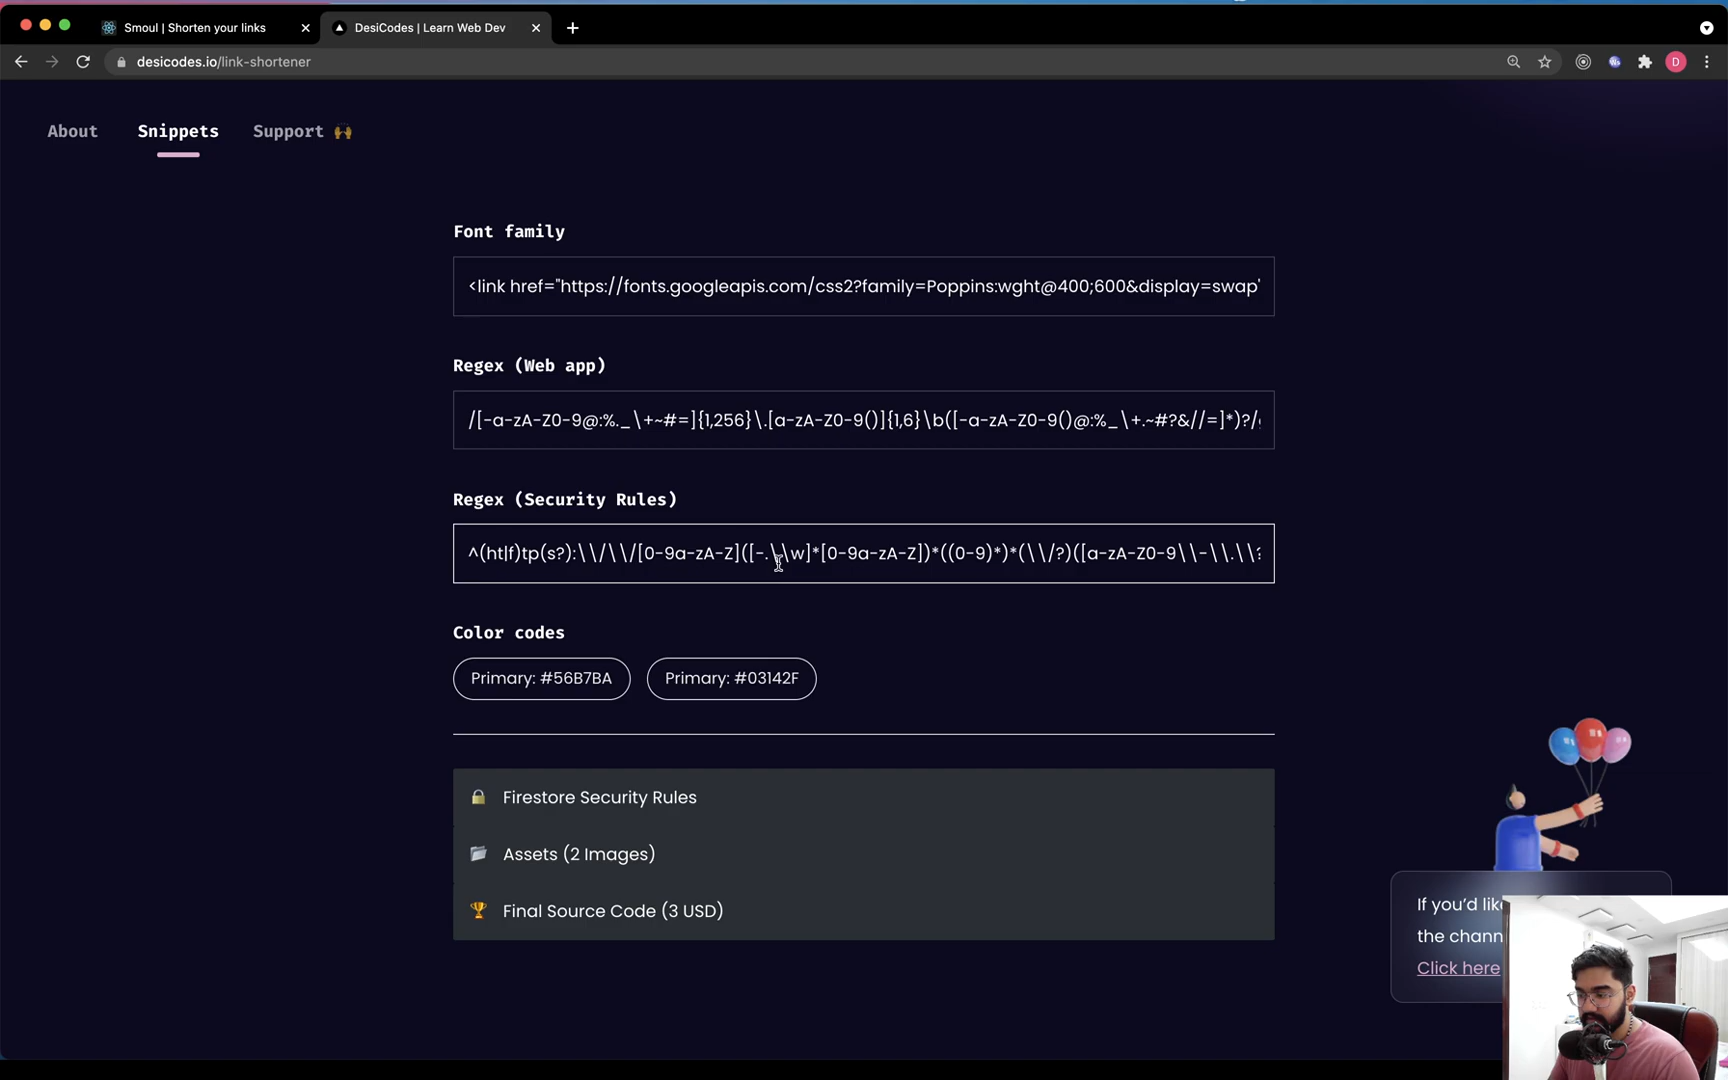 Smoul | Shorten your links
DesiCodes | Learn Web Dev
desicodes.io/link-shortener
D
About
Snippets
Support 🙌
Font family
<link href="https://fonts.googleapis.com/css2?family=Poppins:wght@400;600&display=swap"
Regex (Web app)
/[-a-zA-Z0-9@:%._\+~#=]{1,256}\.[a-zA-Z0-9()]{1,6}\b([-a-zA-Z0-9()@:%_\+.~#?&//=]*)?/
Regex (Security Rules)
^(ht|f)tp(s?):\\/\\/[0-9a-zA-Z]([-.\\w]*[0-9a-zA-Z])*((0-9)*)*(\\/?)([a-zA-Z0-9\\-\\.\\?
Color codes
Primary: #56B7BA
Primary: #03142F
Firestore Security Rules
Assets (2 Images)
Final Source Code (3 USD)
If you'd
the
Click here